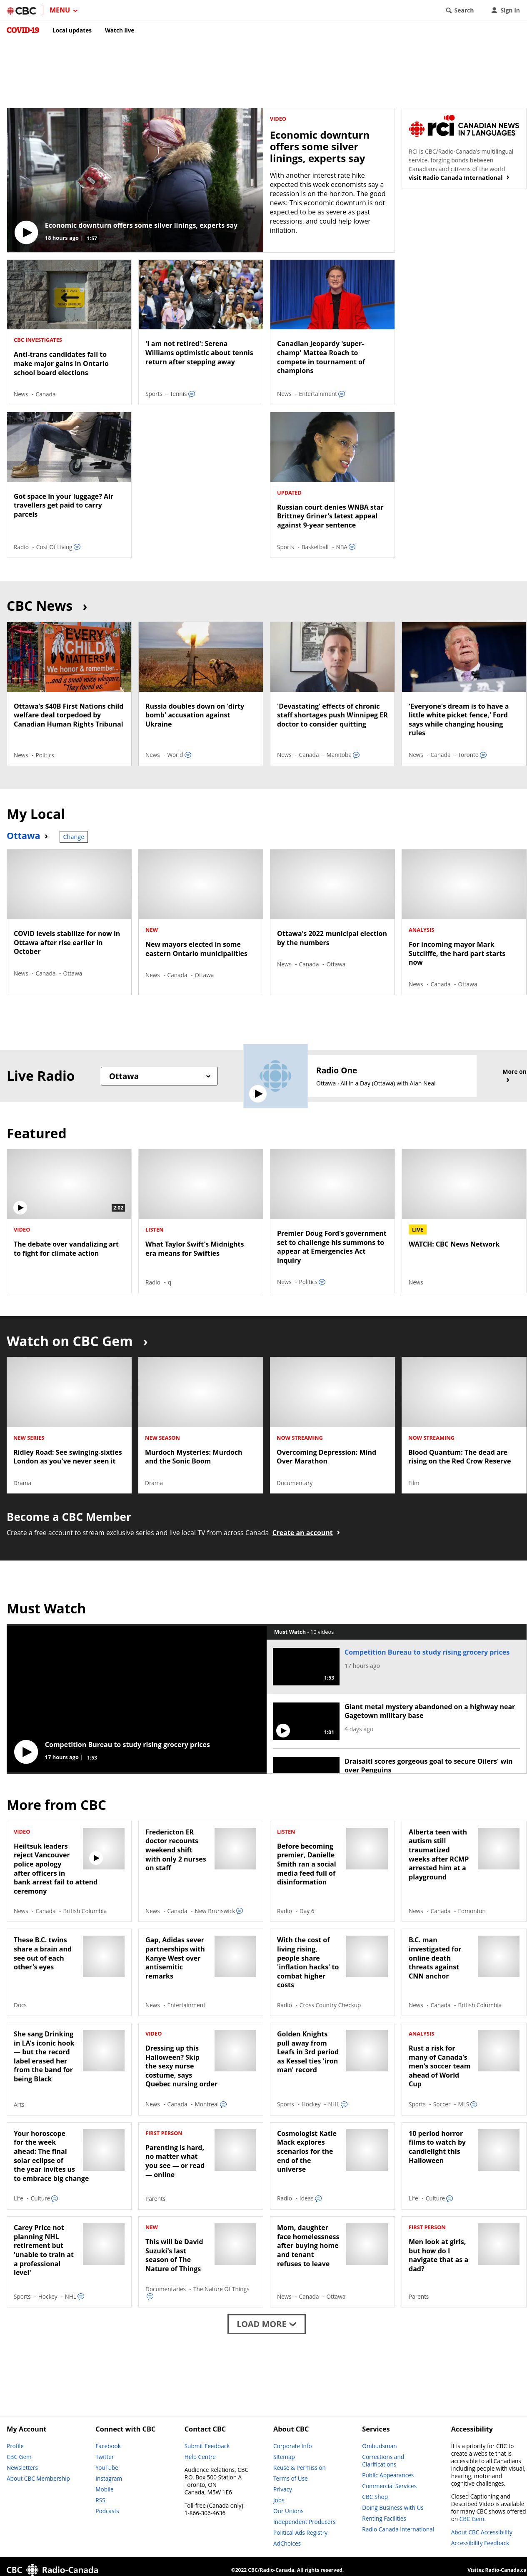 CBC
MENU
Search
Sign In
COVID-19
Local updates
Watch live
Economic downturn offers some silver linings, experts say
18 hours ago | 1:57
VIDEO
Economic downturn
offers some silver
linings, experts say
With another interest rate hike
expected this week economists say a
recession is on the horizon. The good
news: This economic downturn is not
expected to be as severe as past
recessions, and could help lower
inflation.
rci CANADIAN NEWS
IN 7 LANGUAGES
RCI is CBC/Radio-Canada's multilingual
service, forging bonds between
Canadians and citizens of the world
visit Radio Canada International
CBC INVESTIGATES
Anti-trans candidates fail to
make major gains in Ontario
school board elections
News - Canada
'I am not retired': Serena
Williams optimistic about tennis
return after stepping away
Sports - Tennis
Canadian Jeopardy 'super-
champ' Mattea Roach to
compete in tournament of
champions
News - Entertainment
Got space in your luggage? Air
travellers get paid to carry
parcels
Radio - Cost Of Living
UPDATED
Russian court denies WNBA star
Brittney Griner's latest appeal
against 9-year sentence
Sports - Basketball - NBA
CBC News
EVERY
CHILD
MATTERS
Ottawa's $40B First Nations child
welfare deal torpedoed by
Canadian Human Rights Tribunal
News - Politics
Russia doubles down on 'dirty
bomb' accusation against
Ukraine
News - World
'Devastating' effects of chronic
staff shortages push Winnipeg ER
doctor to consider quitting
News - Canada - Manitoba
'Everyone's dream is to have a
little white picket fence,' Ford
says while changing housing
rules
News - Canada - Toronto
My Local
Ottawa
Change
COVID levels stabilize for now in
Ottawa after rise earlier in
October
News - Canada - Ottawa
NEW
New mayors elected in some
eastern Ontario municipalities
News - Canada - Ottawa
Ottawa's 2022 municipal election
by the numbers
News - Canada - Ottawa
ANALYSIS
For incoming mayor Mark
Sutcliffe, the hard part starts
now
News - Canada - Ottawa
Live Radio
Ottawa
Radio One
Ottawa · All in a Day (Ottawa) with Alan Neal
More on
Featured
2:02
VIDEO
The debate over vandalizing art
to fight for climate action
LISTEN
What Taylor Swift's Midnights
era means for Swifties
Radio - q
Premier Doug Ford's government
set to challenge his summons to
appear at Emergencies Act
inquiry
News - Politics
LIVE
WATCH: CBC News Network
News
Watch on CBC Gem
NEW SERIES
Ridley Road: See swinging-sixties
London as you've never seen it
Drama
NEW SEASON
Murdoch Mysteries: Murdoch
and the Sonic Boom
Drama
NOW STREAMING
Overcoming Depression: Mind
Over Marathon
Documentary
NOW STREAMING
Blood Quantum: The dead are
rising on the Red Crow Reserve
Film
Become a CBC Member
Create a free account to stream exclusive series and live local TV from across Canada Create an account
Must Watch
Competition Bureau to study rising grocery prices
17 hours ago | 1:53
Must Watch - 10 videos
1:53
Competition Bureau to study rising grocery prices
17 hours ago
1:01
Giant metal mystery abandoned on a highway near
Gagetown military base
4 days ago
Draisaitl scores gorgeous goal to secure Oilers' win
over Penguins
More from CBC
VIDEO
Heiltsuk leaders
reject Vancouver
police apology
after officers in
bank arrest fail to attend
ceremony
News - Canada - British Columbia
Fredericton ER
doctor recounts
weekend shift
with only 2 nurses
on staff
News - Canada - New Brunswick
LISTEN
Before becoming
premier, Danielle
Smith ran a social
media feed full of
disinformation
Radio - Day 6
Alberta teen with
autism still
traumatized
weeks after RCMP
arrested him at a
playground
News - Canada - Edmonton
These B.C. twins
share a brain and
see out of each
other's eyes
Docs
Gap, Adidas sever
partnerships with
Kanye West over
antisemitic
remarks
News - Entertainment
With the cost of
living rising,
people share
'inflation hacks' to
combat higher
costs
Radio - Cross Country Checkup
B.C. man
investigated for
online death
threats against
CNN anchor
News - Canada - British Columbia
She sang Drinking
in LA's iconic hook
— but the record
label erased her
from the band for
being Black
Arts
VIDEO
Dressing up this
Halloween? Skip
the sexy nurse
costume, says
Quebec nursing order
News - Canada - Montreal
Golden Knights
pull away from
Leafs in 3rd period
as Kessel ties 'iron
man' record
Sports - Hockey - NHL
ANALYSIS
Rust a risk for
many of Canada's
men's soccer team
ahead of World
Cup
Sports - Soccer - MLS
Your horoscope
for the week
ahead: The final
solar eclipse of
the year invites us
to embrace big change
Life - Culture
FIRST PERSON
Parenting is hard,
no matter what
you see — or read
— online
Parents
Cosmologist Katie
Mack explores
scenarios for the
end of the
universe
Radio - Ideas
10 period horror
films to watch by
candlelight this
Halloween
Life - Culture
Carey Price not
planning NHL
retirement but
'unable to train at
a professional
level'
Sports - Hockey - NHL
NEW
This will be David
Suzuki's last
season of The
Nature of Things
Documentaries - The Nature Of Things
Mom, daughter
face homelessness
after buying home
and tenant
refuses to leave
News - Canada - Ottawa
FIRST PERSON
Men look at girls,
but how do I
navigate that as a
dad?
Parents
LOAD MORE
My Account
Profile
CBC Gem
Newsletters
About CBC Membership
Connect with CBC
Facebook
Twitter
YouTube
Instagram
Mobile
RSS
Podcasts
Contact CBC
Submit Feedback
Help Centre
Audience Relations, CBC
P.O. Box 500 Station A
Toronto, ON
Canada, M5W 1E6
Toll-free (Canada only):
1-866-306-4636
About CBC
Corporate Info
Sitemap
Reuse & Permission
Terms of Use
Privacy
Jobs
Our Unions
Independent Producers
Political Ads Registry
AdChoices
Services
Ombudsman
Corrections and
Clarifications
Public Appearances
Commercial Services
CBC Shop
Doing Business with Us
Renting Facilities
Radio Canada International
Accessibility
It is a priority for CBC to
create a website that is
accessible to all Canadians
including people with visual,
hearing, motor and
cognitive challenges.
Closed Captioning and
Described Video is available
for many CBC shows offered
on CBC Gem.
About CBC Accessibility
Accessibility Feedback
CBC Radio-Canada
©2022 CBC/Radio-Canada. All rights reserved.
Visitez Radio-Canada.ca